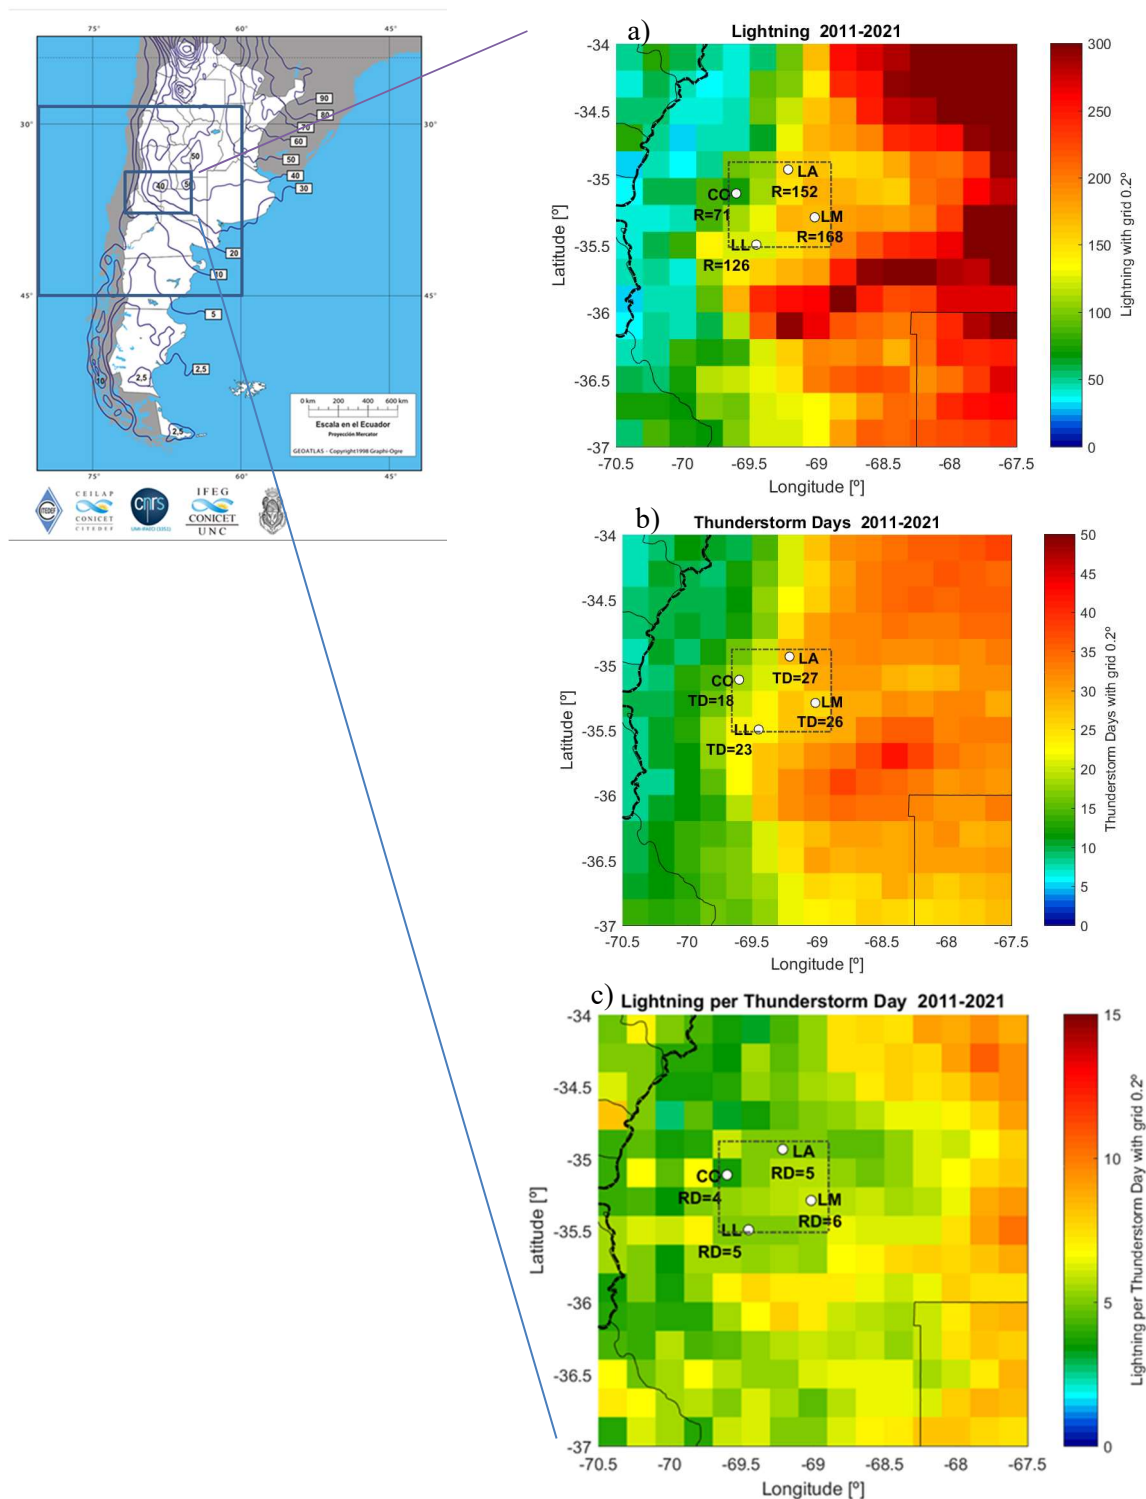 75°
60°
45°
30°
30°
45°
45°
75°
60°
45°
90
80
70
60
50
40
30
50
40
50
20
10
5
2,5
2,5
10
2,5
0 km 200 400 600 km
Escala en el Ecuador
Proyección Mercator
GEOATLAS - Copyright1998 Graphi-Ogre
CITEDEF
CEILAP
CONICET
CITEDEF
cnrs
IFEG
CONICET
UNC
a)
Lightning 2011-2021
-34
-34.5
-35
-35.5
-36
-36.5
-37
Latitude [º]
-70.5 -70 -69.5 -69 -68.5 -68 -67.5
Longitude [º]
LA
R=152
CO
R=71
LM
R=168
LL
R=126
300
250
200
150
100
50
0
Lightning with grid 0.2º
b)
Thunderstorm Days 2011-2021
-34
-34.5
-35
-35.5
-36
-36.5
-37
Latitude [º]
-70.5 -70 -69.5 -69 -68.5 -68 -67.5
Longitude [º]
LA
TD=27
CO
TD=18
LM
TD=26
LL
TD=23
50
45
40
35
30
25
20
15
10
5
0
Thunderstorm Days with grid 0.2º
c)
Lightning per Thunderstorm Day 2011-2021
-34
-34.5
-35
-35.5
-36
-36.5
-37
Latitude [º]
-70.5 -70 -69.5 -69 -68.5 -68 -67.5
Longitude [º]
LA
RD=5
CO
RD=4
LM
RD=6
LL
RD=5
15
10
5
0
Lightning per Thunderstorm Day with grid 0.2º